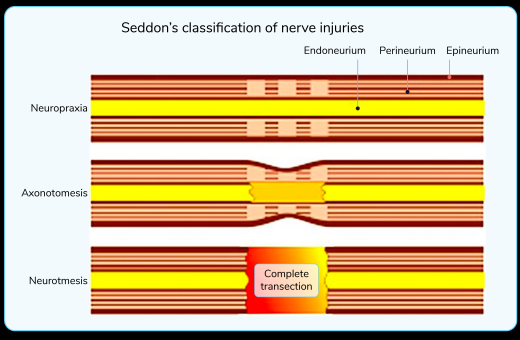 Seddon's classification of nerve injuries
Endoneurium Perineurium Epineurium
Neuropraxia
Axonotomesis
Neurotmesis
Complete
transection